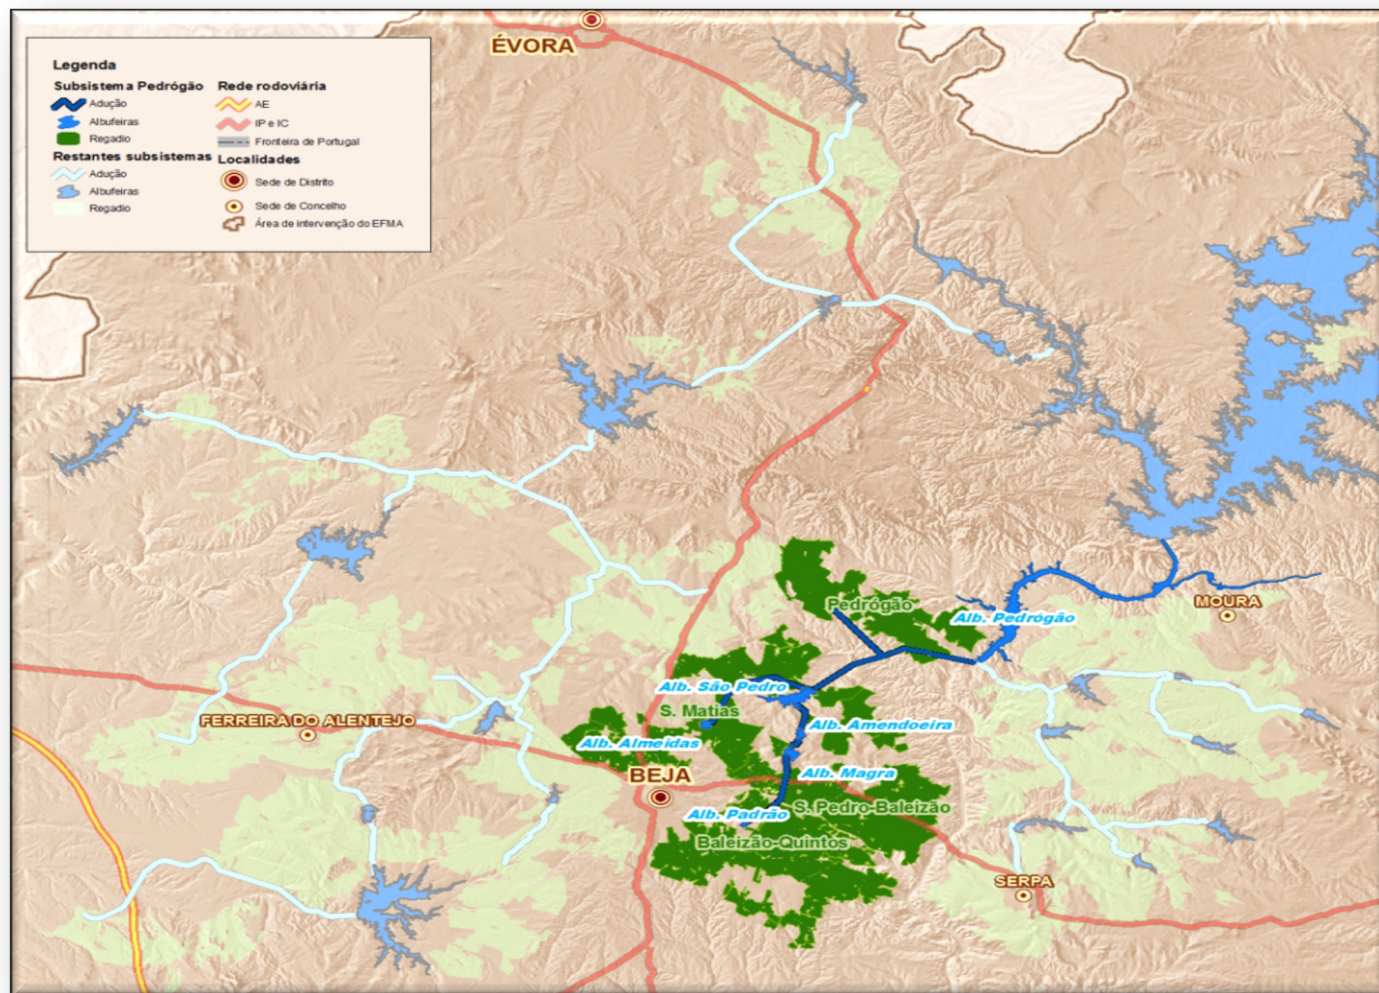 ÉVORA
Legenda
Subsistema Pedrógão
Adução
Albufeiras
Regadio
Restantes subsistemas
Adução
Albufeiras
Regadio
Rede rodoviária
AE
IP e IC
Fronteira de Portugal
Localidades
Sede de Distrito
Sede de Concelho
Área de intervenção do EFMA
Pedrógão
Alb. Pedrógão
MOURA
Alb. São Pedro
S. Matias
FERREIRA DO ALENTEJO
Alb. Amendoeira
Alb. Almeidas
BEJA
Alb. Magra
S. Pedro-Baleizão
Alb. Padrão
Baleizão-Quintos
SERPA